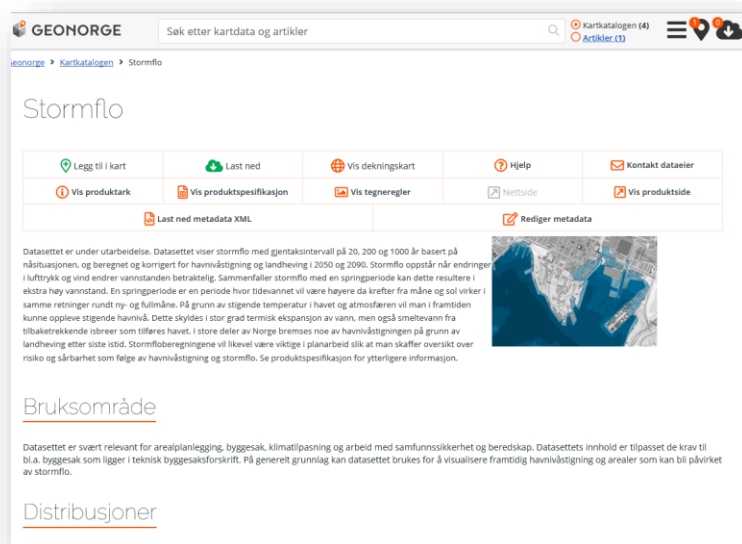 GEONORGE
Søk etter kartdata og artikler
Kartkatalogen (4)
Artikler (1)
1
0
eonorge > Kartkatalogen > Stormflo
Stormflo
Legg til i kart
Last ned
Vis dekningskart
Hjelp
Kontakt dataeier
Vis produktark
Vis produktspesifikasjon
Vis tegneregler
Nettside
Vis produktside
Last ned metadata XML
Rediger metadata
Datasettet er under utarbeidelse. Datasettet viser stormflo med gjentaksintervall på 20, 200 og 1000 år basert på
nåsituasjonen, og beregnet og korrigert for havnivåstigning og landheving i 2050 og 2090. Stormflo oppstår når endringer
i lufttrykk og vind endrer vannstanden betraktelig. Sammenfaller stormflo med en springperiode kan dette resultere i
ekstra høy vannstand. En springperiode er en periode hvor tidevannet vil være høyere da krefter fra måne og sol virker i
samme retninger rundt ny- og fullmåne. På grunn av stigende temperatur i havet og atmosfæren vil man i framtiden
kunne oppleve stigende havnivå. Dette skyldes i stor grad termisk ekspansjon av vann, men også smeltevann fra
tilbaketrekkende isbreer som tilføres havet. I store deler av Norge bremses noe av havnivåstigningen på grunn av
landheving etter siste istid. Stormfloberegningene vil likevel være viktige i planarbeid slik at man skaffer oversikt over
risiko og sårbarhet som følge av havnivåstigning og stormflo. Se produktspesifikasjon for ytterligere informasjon.
Bruksområde
Datasettet er svært relevant for arealplanlegging, byggesak, klimatilpasning og arbeid med samfunnssikkerhet og beredskap. Datasettets innhold er tilpasset de krav til
bl.a. byggesak som ligger i teknisk byggesaksforskrift. På generelt grunnlag kan datasettet brukes for å visualisere framtidig havnivåstigning og arealer som kan bli påvirket
av stormflo.
Distribusjoner